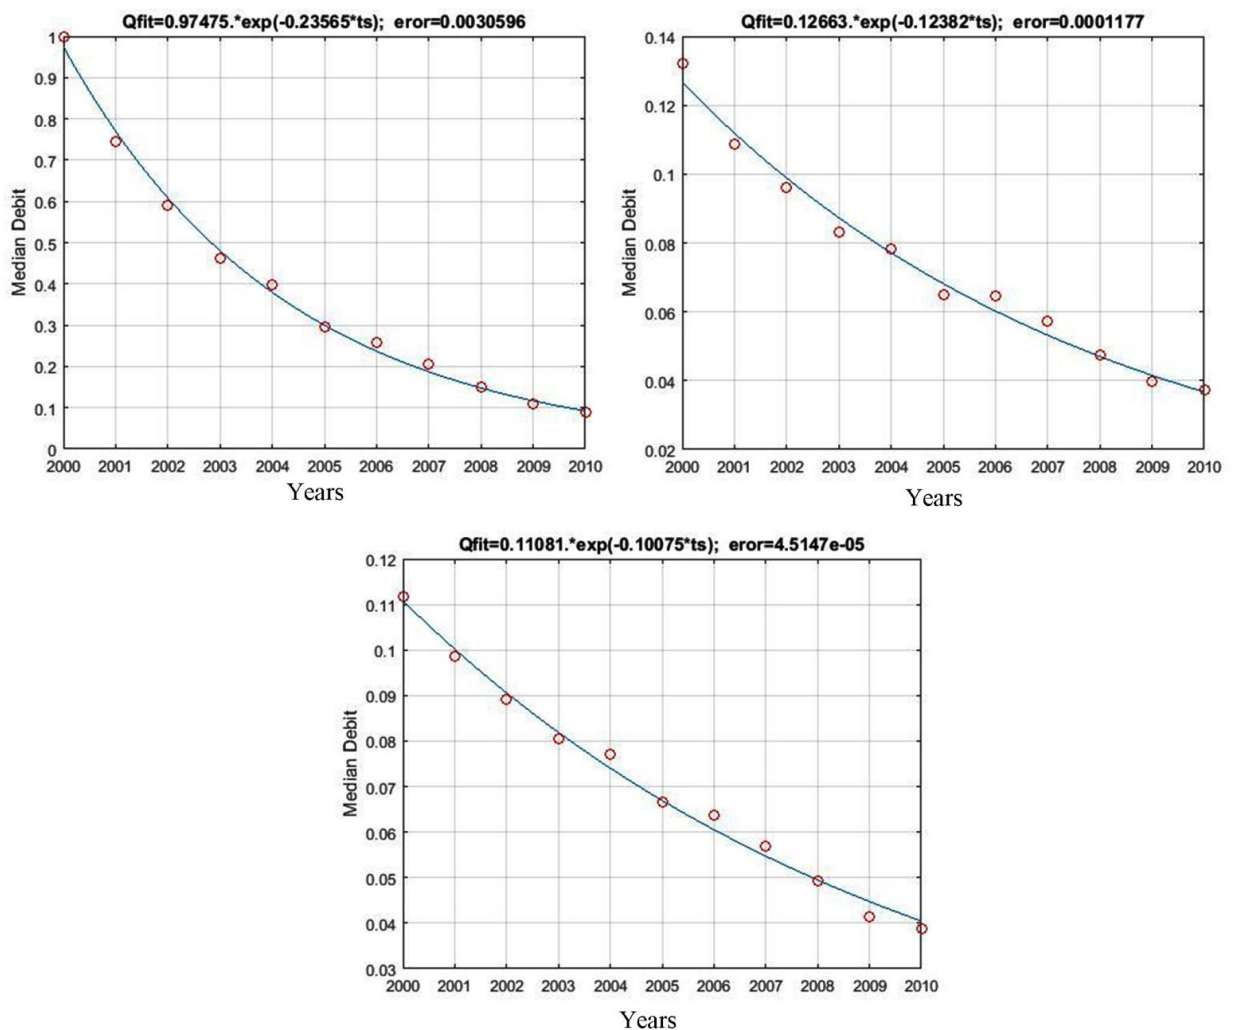 Qfit=0.97475.*exp(-0.23565*ts);  eror=0.0030596
1
0.9
0.8
0.7
0.6
0.5
0.4
0.3
0.2
0.1
0
Median Debit
2000 2001 2002 2003 2004 2005 2006 2007 2008 2009 2010
Years
Qfit=0.12663.*exp(-0.12382*ts);  eror=0.0001177
0.14
0.12
0.1
0.08
0.06
0.04
0.02
Median Debit
2000 2001 2002 2003 2004 2005 2006 2007 2008 2009 2010
Years
Qfit=0.11081.*exp(-0.10075*ts);  eror=4.5147e-05
0.12
0.11
0.1
0.09
0.08
0.07
0.06
0.05
0.04
0.03
Median Debit
2000 2001 2002 2003 2004 2005 2006 2007 2008 2009 2010
Years